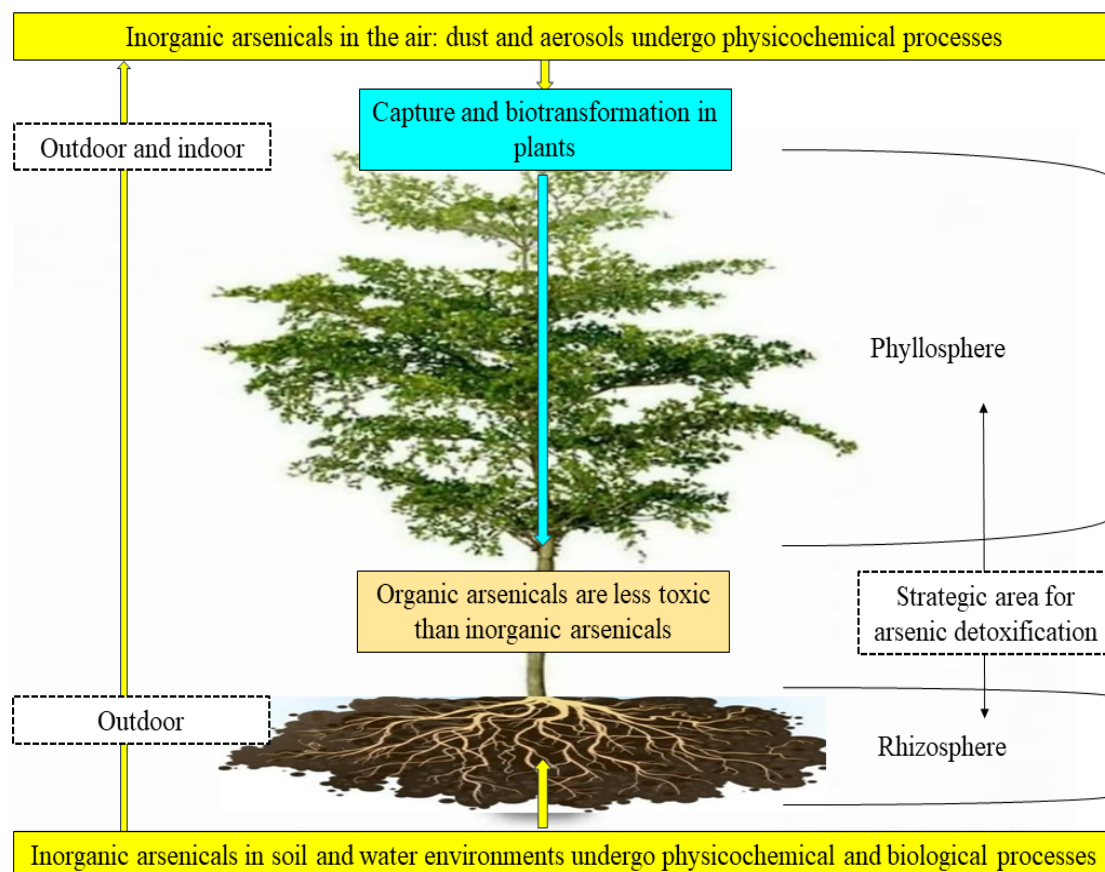 Inorganic arsenicals in the air: dust and aerosols undergo physicochemical processes
Capture and biotransformation in
plants
Outdoor and indoor
Phyllosphere
Organic arsenicals are less toxic
than inorganic arsenicals
Strategic area for
arsenic detoxification
Outdoor
Rhizosphere
Inorganic arsenicals in soil and water environments undergo physicochemical and biological processes